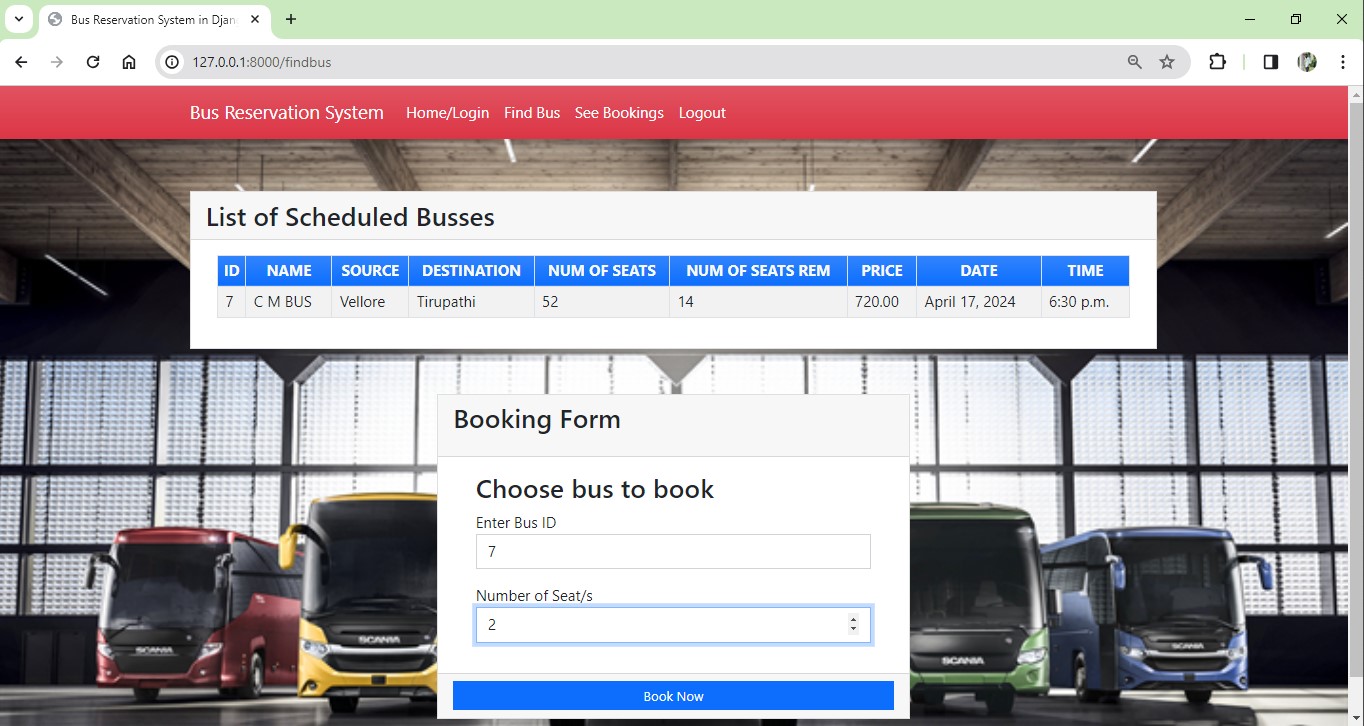 Bus Reservation System in Djan
127.0.0.1:8000/findbus
Bus Reservation System Home/Login Find Bus See Bookings Logout
List of Scheduled Busses
ID NAME SOURCE DESTINATION NUM OF SEATS NUM OF SEATS REM PRICE DATE TIME
7 C M BUS Vellore Tirupathi 52 14 720.00 April 17, 2024 6:30 p.m.
Booking Form
Choose bus to book
Enter Bus ID
7
Number of Seat/s
2
SCANIA SCANIA SCANIA SCANIA
Book Now